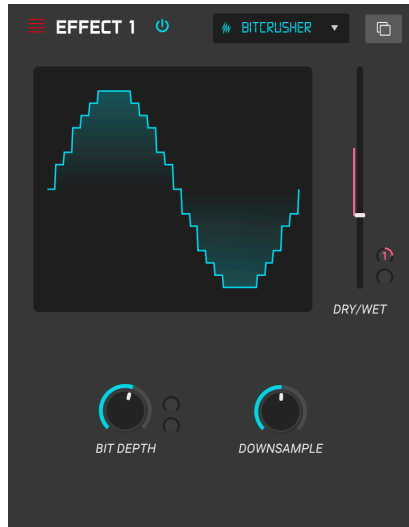 EFFECT 1
BITCRUSHER
1
DRY/WET
BIT DEPTH
DOWNSAMPLE